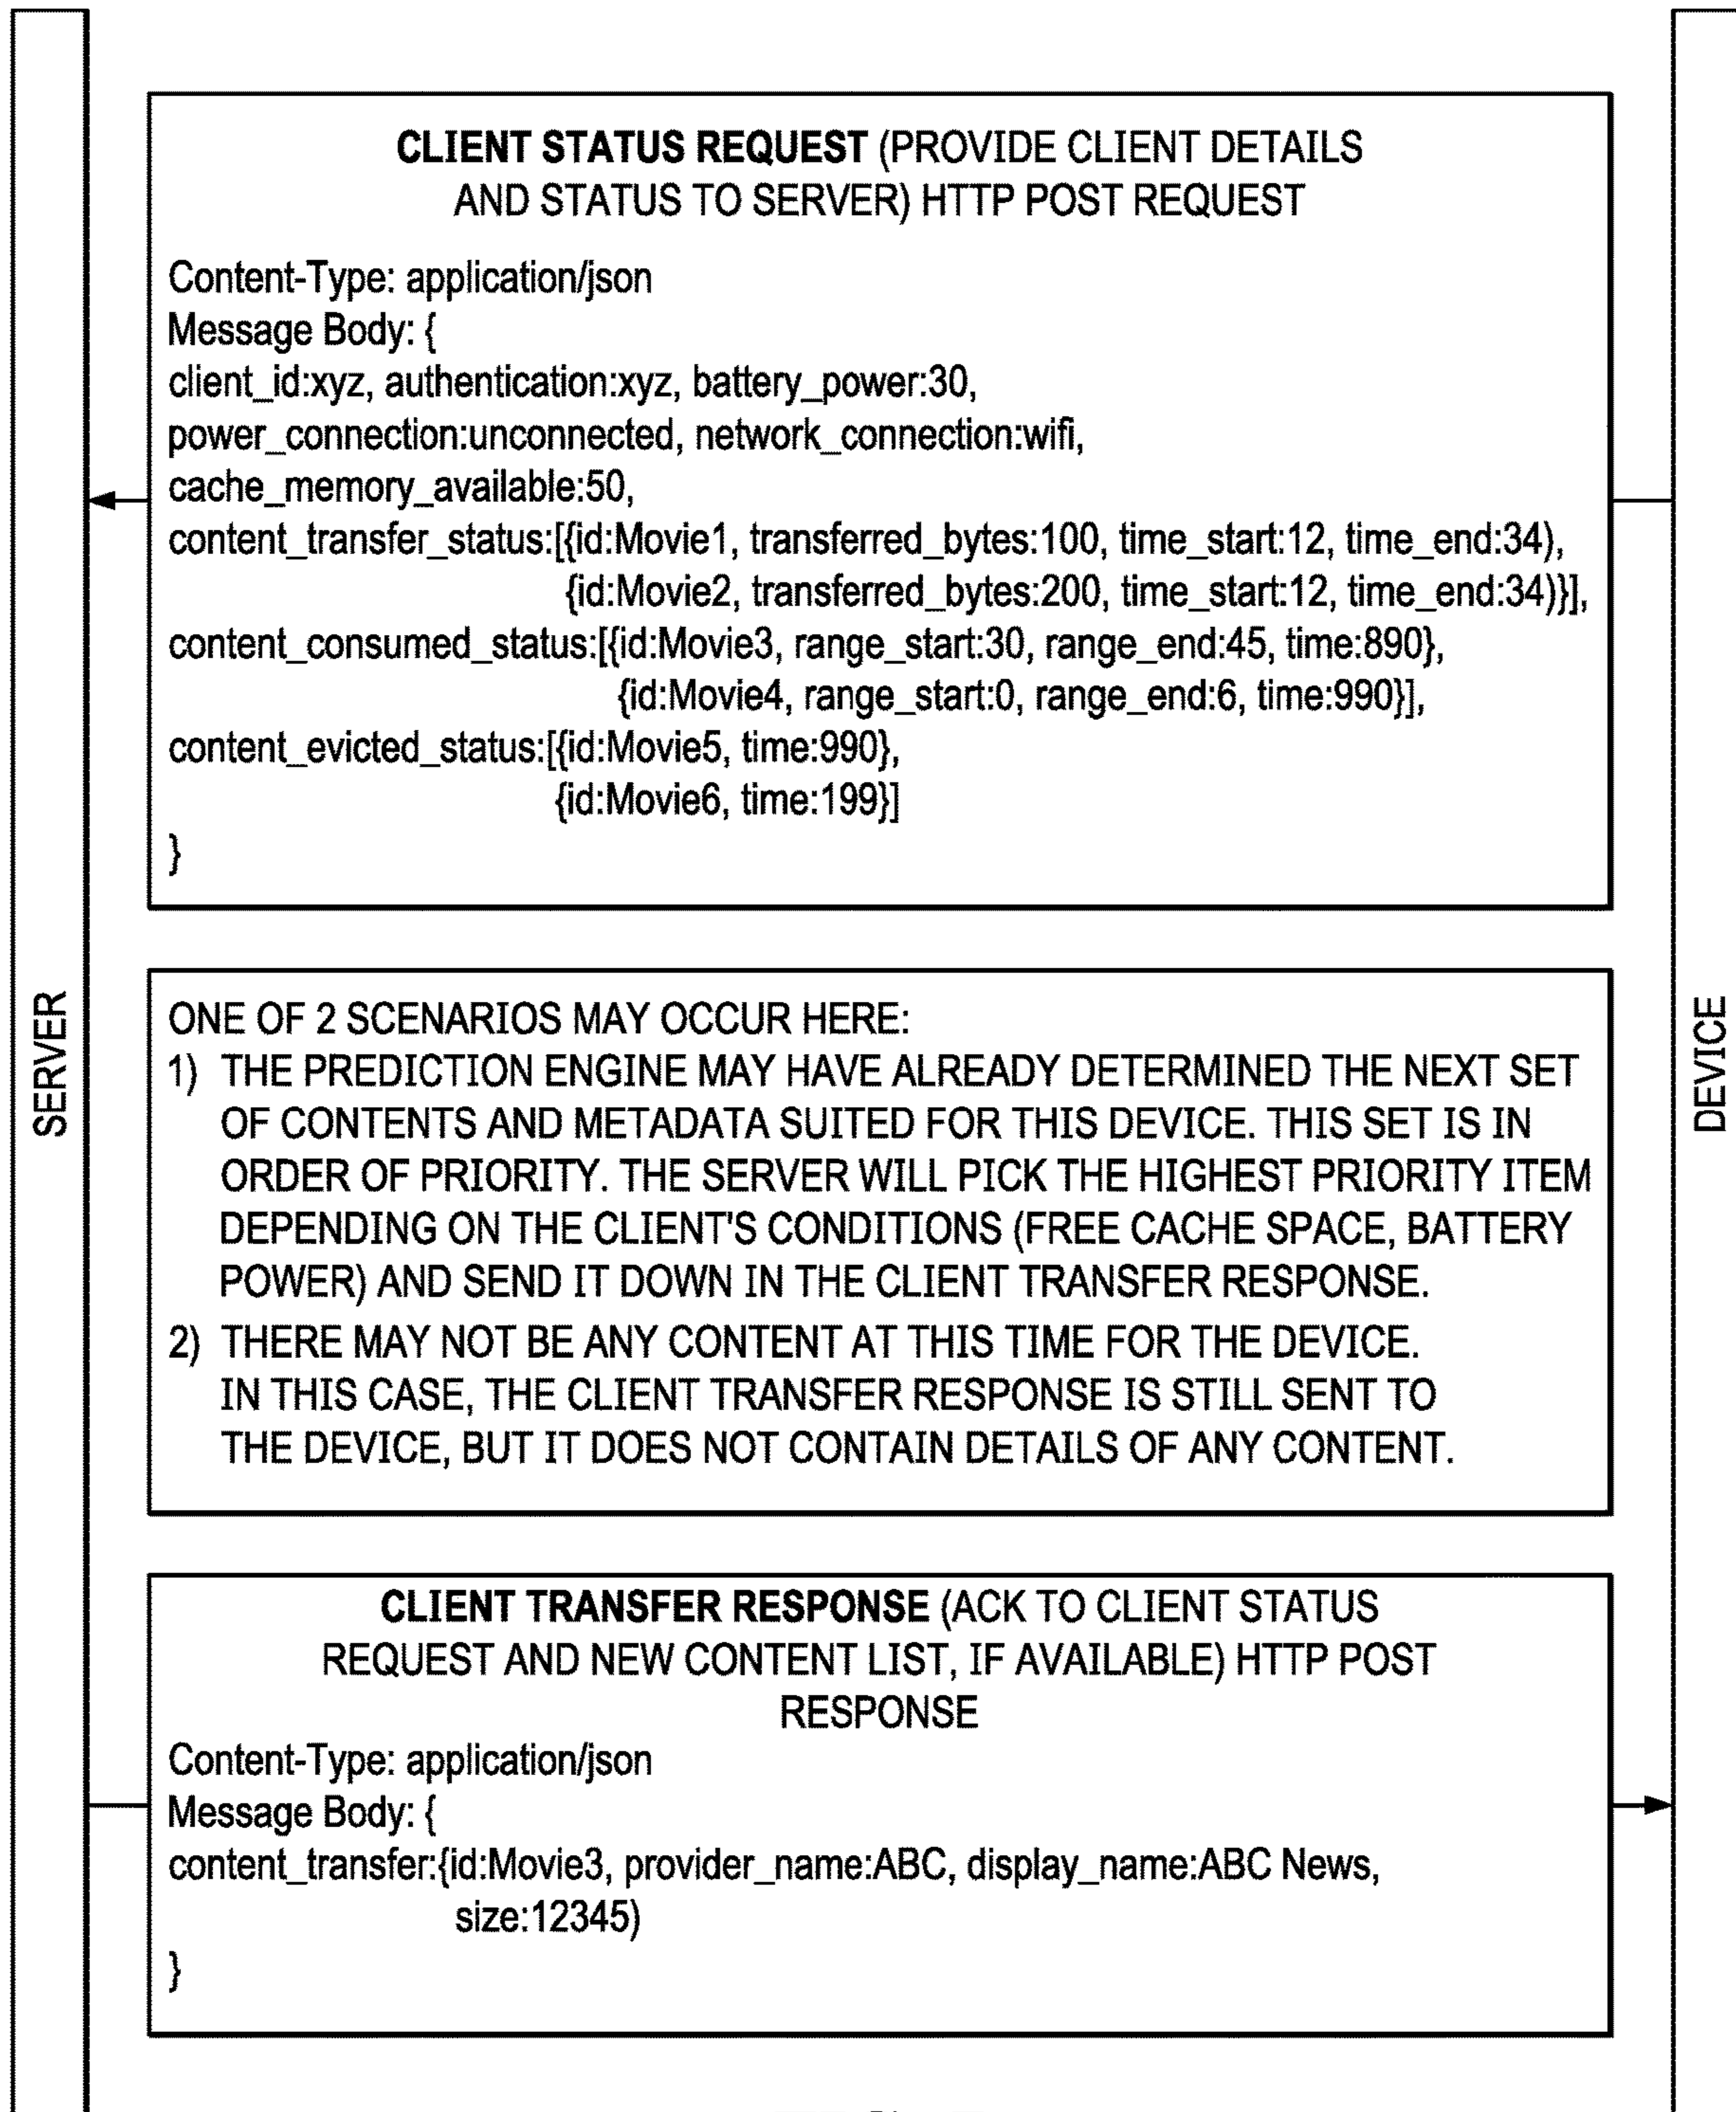 CLIENT STATUS REQUEST (PROVIDE CLIENT DETAILS
AND STATUS TO SERVER) HTTP POST REQUEST
Content-Type: application/json
Message Body: {
client_id:xyz, authentication:xyz, battery_power:30,
power_connection:unconnected, network_connection:wifi,
cache_memory_available:50,
content_transfer_status:[{id:Movie1, transferred_bytes:100, time_start:12, time_end:34),
{id:Movie2, transferred_bytes:200, time_start:12, time_end:34)}],
content_consumed_status:[{id:Movie3, range_start:30, range_end:45, time:890},
{id:Movie4, range_start:0, range_end:6, time:990}],
content_evicted_status:[{id:Movie5, time:990},
{id:Movie6, time:199}]
}
SERVER
ONE OF 2 SCENARIOS MAY OCCUR HERE:
1) THE PREDICTION ENGINE MAY HAVE ALREADY DETERMINED THE NEXT SET
OF CONTENTS AND METADATA SUITED FOR THIS DEVICE. THIS SET IS IN
ORDER OF PRIORITY. THE SERVER WILL PICK THE HIGHEST PRIORITY ITEM
DEPENDING ON THE CLIENT'S CONDITIONS (FREE CACHE SPACE, BATTERY
POWER) AND SEND IT DOWN IN THE CLIENT TRANSFER RESPONSE.
2) THERE MAY NOT BE ANY CONTENT AT THIS TIME FOR THE DEVICE.
IN THIS CASE, THE CLIENT TRANSFER RESPONSE IS STILL SENT TO
THE DEVICE, BUT IT DOES NOT CONTAIN DETAILS OF ANY CONTENT.
DEVICE
CLIENT TRANSFER RESPONSE (ACK TO CLIENT STATUS
REQUEST AND NEW CONTENT LIST, IF AVAILABLE) HTTP POST
RESPONSE
Content-Type: application/json
Message Body: {
content_transfer:{id:Movie3, provider_name:ABC, display_name:ABC News,
size:12345)
}